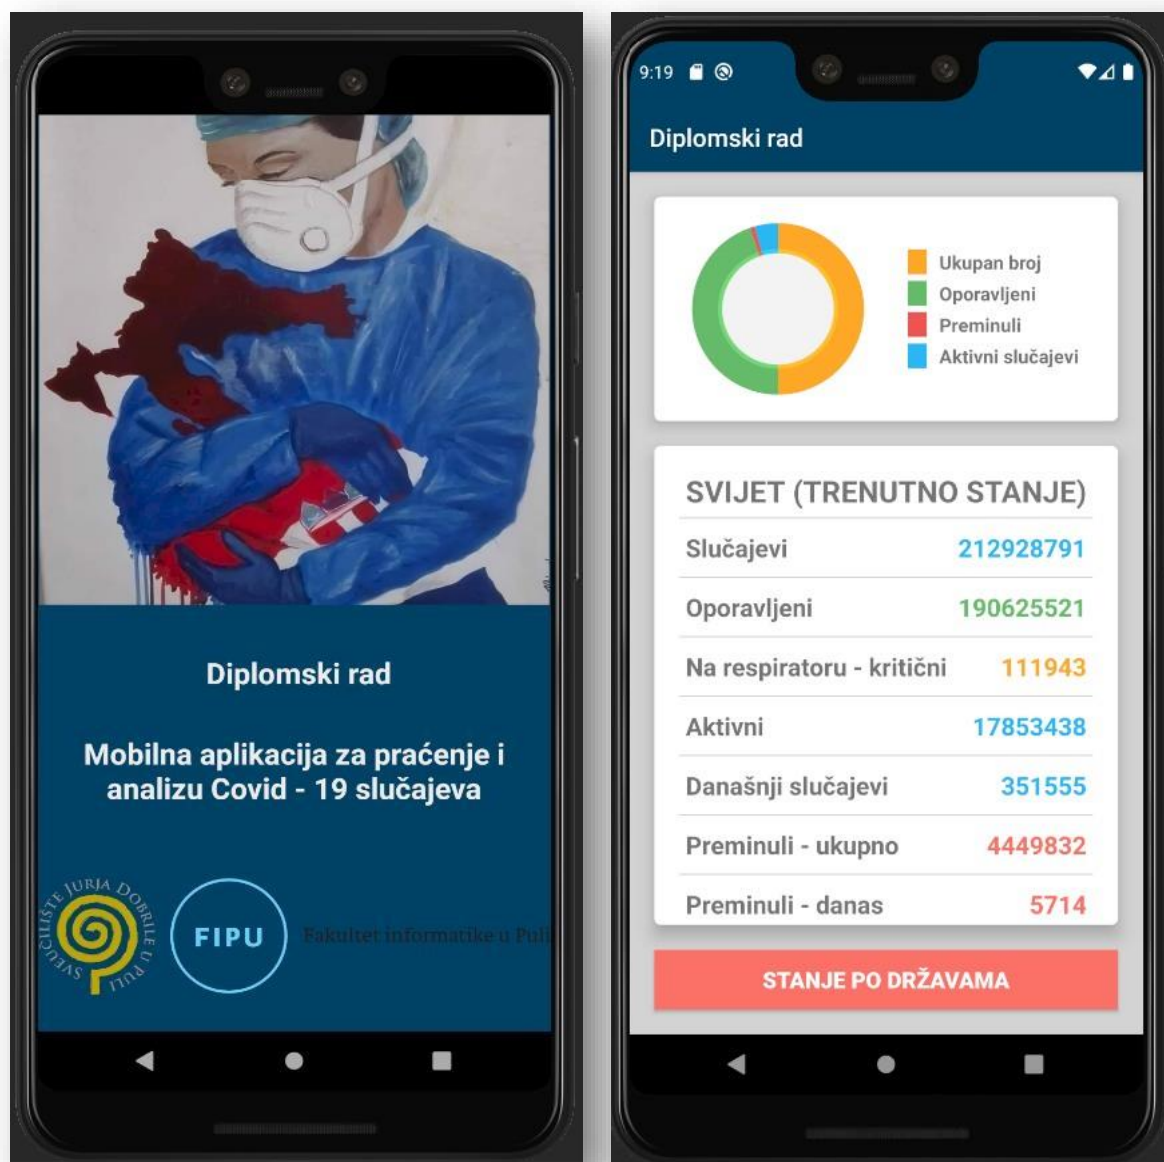 Diplomski rad
Mobilna aplikacija za praćenje i
analizu Covid - 19 slučajeva
SVEUČILIŠTE JURJA DOBRILE U PULI
FIPU
Fakultet informatike u Puli
9:19
Diplomski rad
Ukupan broj
Oporavljeni
Preminuli
Aktivni slučajevi
SVIJET (TRENUTNO STANJE)
Slučajevi 212928791
Oporavljeni 190625521
Na respiratoru - kritični 111943
Aktivni 17853438
Današnji slučajevi 351555
Preminuli - ukupno 4449832
Preminuli - danas 5714
STANJE PO DRŽAVAMA